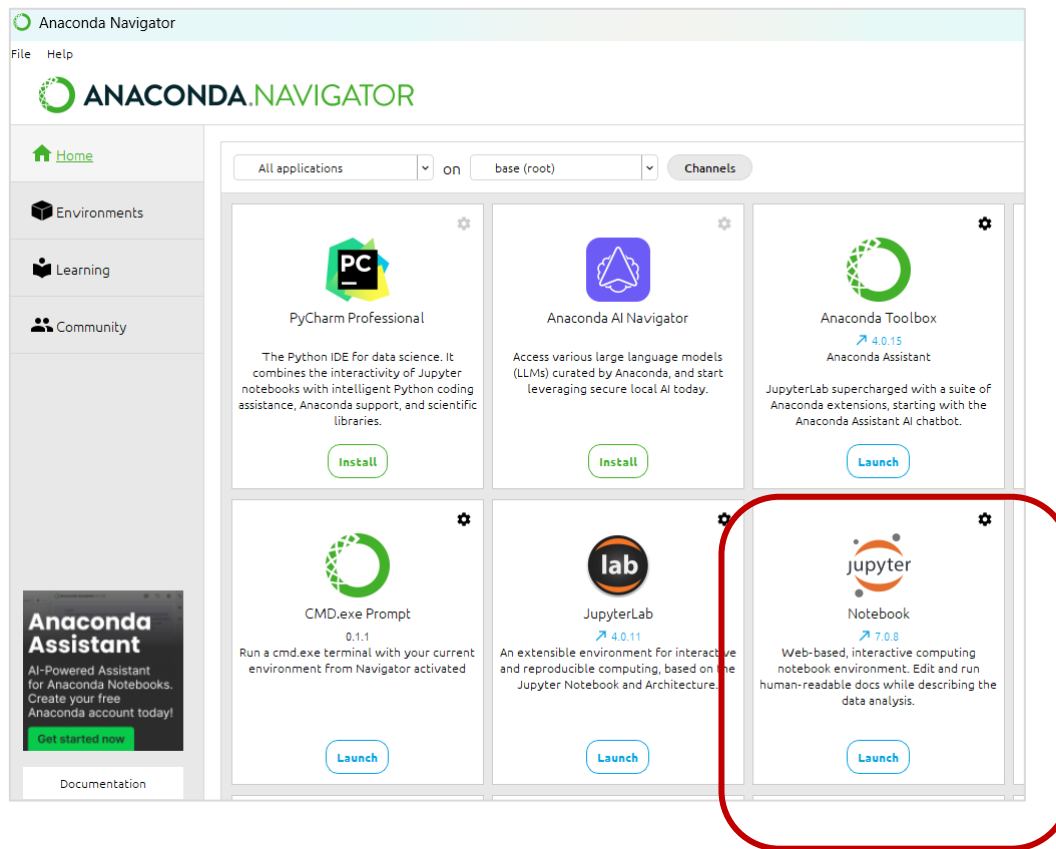 Anaconda Navigator
File Help
ANACONDA.NAVIGATOR
Home
Environments
Learning
Community
All applications on base (root) Channels
PC
PyCharm Professional
The Python IDE for data science. It
combines the interactivity of Jupyter
notebooks with intelligent Python coding
assistance, Anaconda support, and scientific
libraries.
Install
Anaconda AI Navigator
Access various large language models
(LLMs) curated by Anaconda, and start
leveraging secure local AI today.
Install
Anaconda Toolbox
4.0.15
Anaconda Assistant
JupyterLab supercharged with a suite of
Anaconda extensions, starting with the
Anaconda Assistant AI chatbot.
Launch
CMD.exe Prompt
0.1.1
Run a cmd.exe terminal with your current
environment from Navigator activated
Launch
lab
JupyterLab
4.0.11
An extensible environment for interactive
and reproducible computing, based on the
Jupyter Notebook and Architecture.
Launch
jupyter
Notebook
7.0.8
Web-based, interactive computing
notebook environment. Edit and run
human-readable docs while describing the
data analysis.
Launch
Anaconda
Assistant
AI-Powered Assistant
for Anaconda Notebooks.
Create your free
Anaconda account today!
Get started now
Documentation